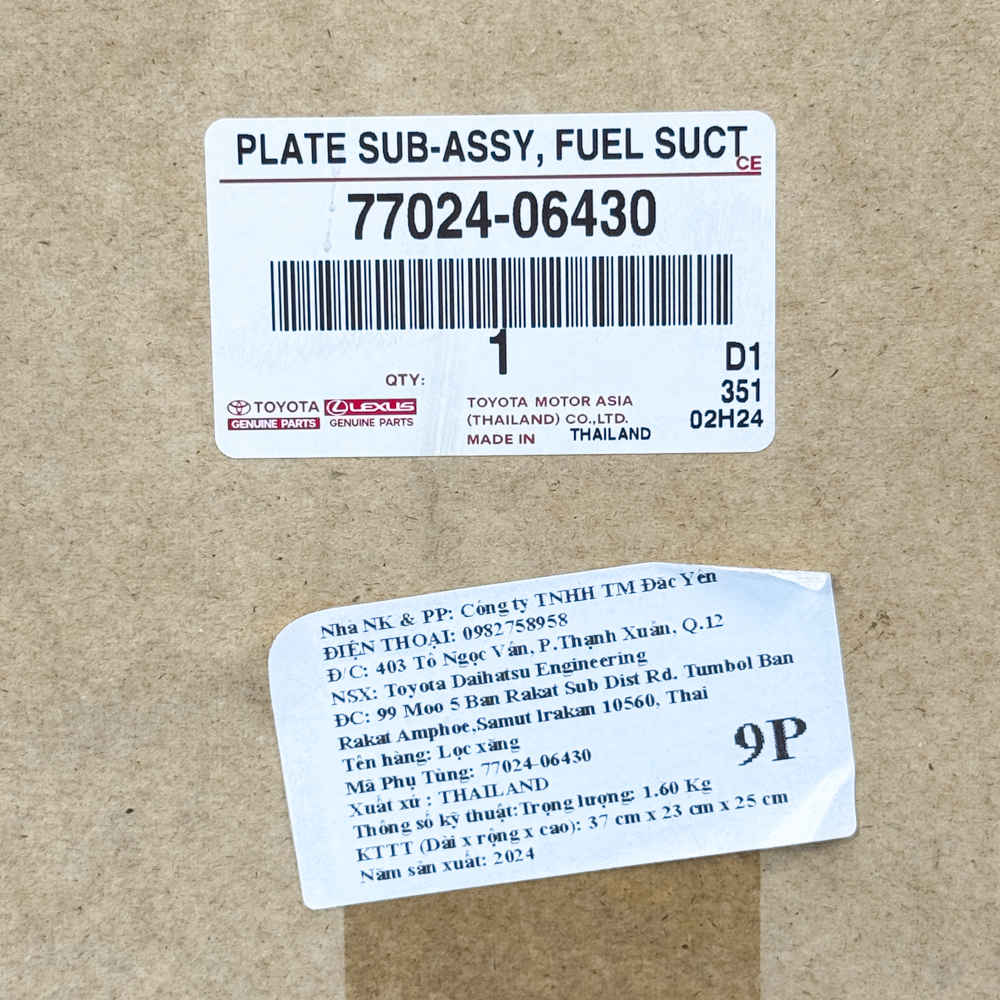 PLATE SUB-ASSY, FUEL SUCT
CE
77024-06430
1
QTY:
D1
351
02H24
TOYOTA LEXUS
GENUINE PARTS GENUINE PARTS
TOYOTA MOTOR ASIA
(THAILAND) CO.,LTD.
MADE IN THAILAND
Nhà NK & PP: Công ty TNHH TM Đắc Yến
ĐIỆN THOẠI: 0982758958
Đ/C: 403 Tô Ngọc Vân, P.Thạnh Xuân, Q.12
NSX: Toyota Daihatsu Engineering
ĐC: 99 Moo 5 Ban Rakat Sub Dist Rd. Tumbol Ban
Rakat Amphoe,Samut Irakan 10560, Thai
Tên hàng: Lọc xăng
Mã Phụ Tùng: 77024-06430
Xuất xứ : THAILAND
Thông số kỹ thuật:Trọng lượng: 1.60 Kg
KTTT (Dài x rộng x cao): 37 cm x 23 cm x 25 cm
Năm sản xuất: 2024
9P